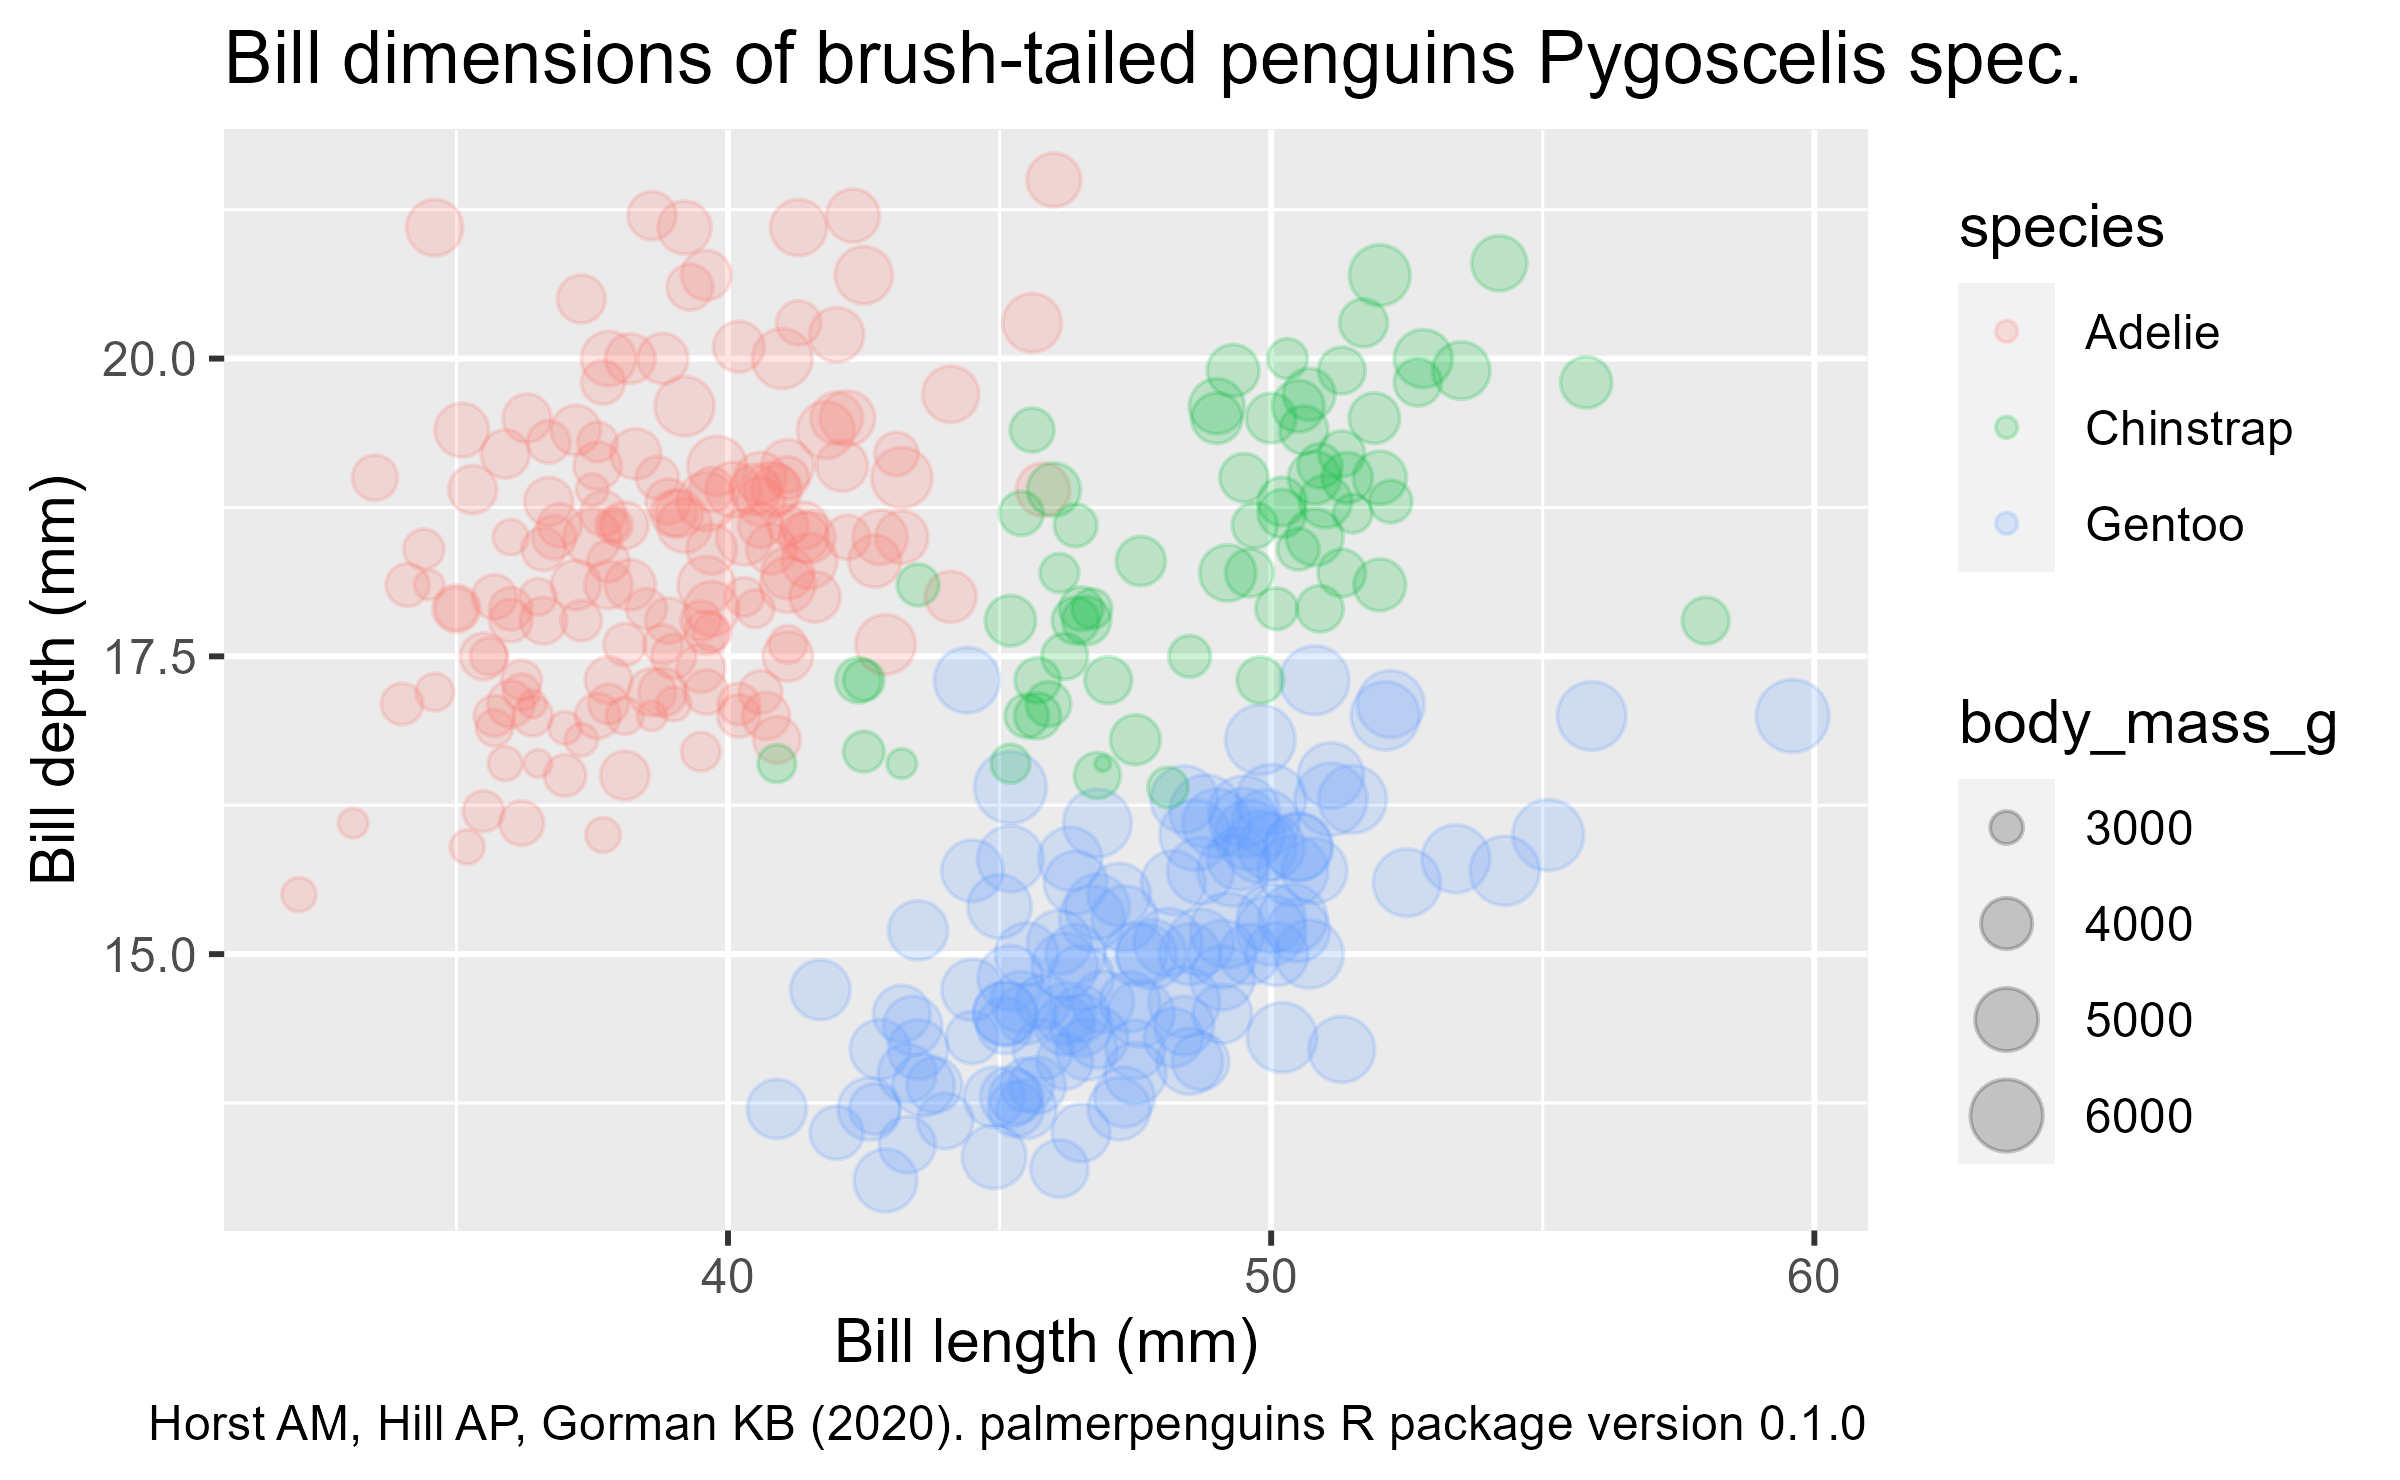 Bill dimensions of brush-tailed penguins Pygoscelis spec.
Bill depth (mm)
20.0
17.5
15.0
40
50
60
Bill length (mm)
species
Adelie
Chinstrap
Gentoo
body_mass_g
3000
4000
5000
6000
Horst AM, Hill AP, Gorman KB (2020). palmerpenguins R package version 0.1.0